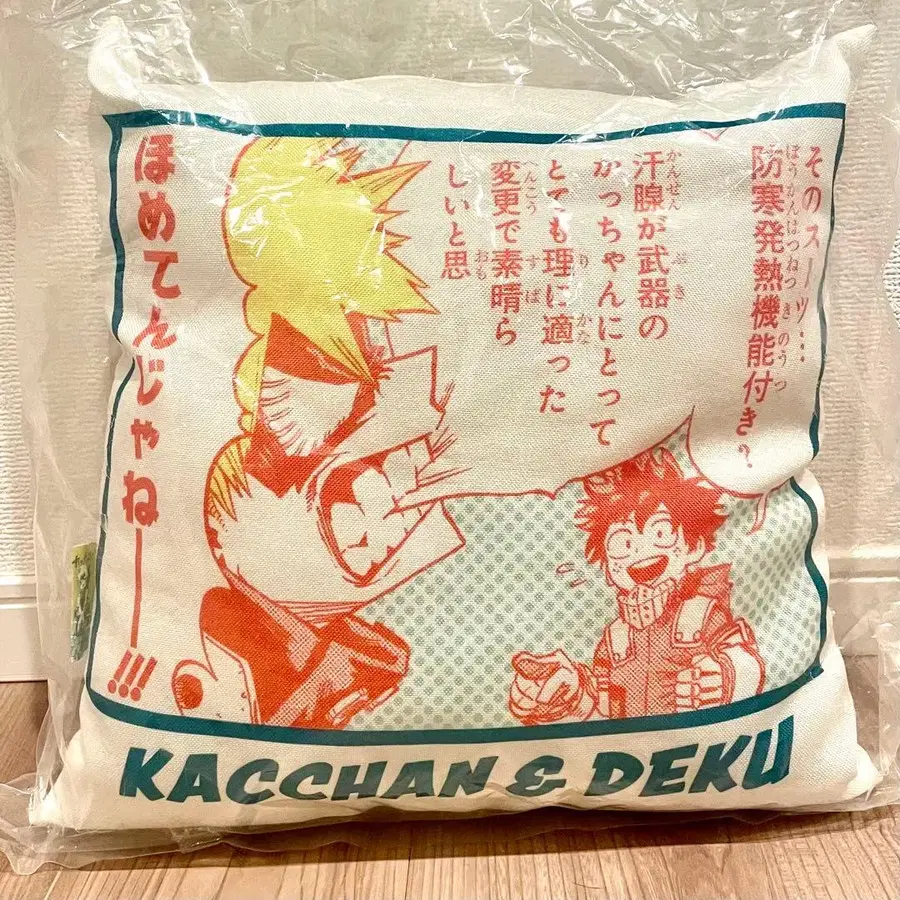 そのスーツ…
防寒発熱機能付き？
汗腺が武器の
かっちゃんにとって
とても理に適った
変更で素晴ら
しいと思
ほめてんじゃねーー!!!
KACCHAN & DEKU